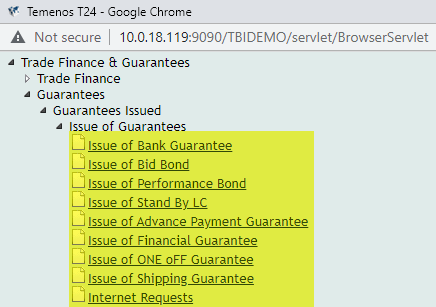 Temenos T24 - Google Chrome
Not secure | 10.0.18.119:9090/TBIDEMO/servlet/BrowserServlet
Trade Finance & Guarantees
Trade Finance
Guarantees
Guarantees Issued
Issue of Guarantees
Issue of Bank Guarantee
Issue of Bid Bond
Issue of Performance Bond
Issue of Stand By LC
Issue of Advance Payment Guarantee
Issue of Financial Guarantee
Issue of ONE oFF Guarantee
Issue of Shipping Guarantee
Internet Requests